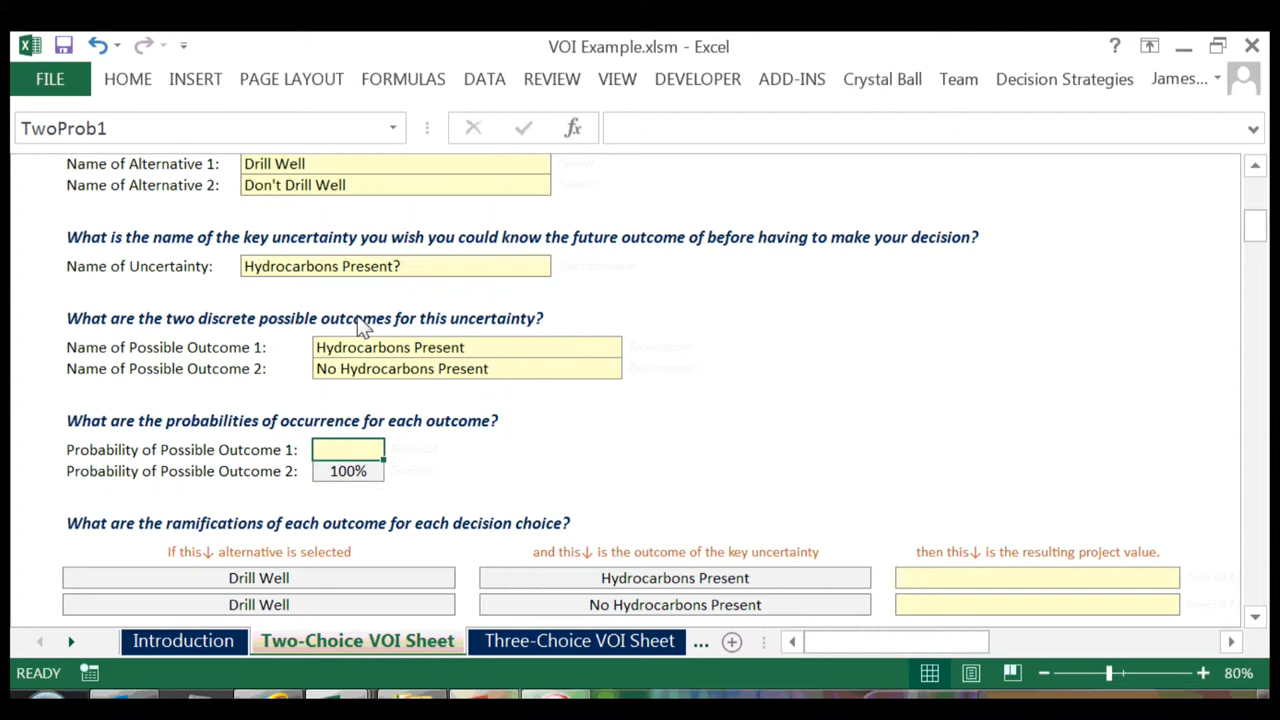 VOI Example.xlsm - Excel
FILE HOME INSERT PAGE LAYOUT FORMULAS DATA REVIEW VIEW DEVELOPER ADD-INS Crystal Ball Team Decision Strategies James...
TwoProb1
Name of Alternative 1: Drill Well
Name of Alternative 2: Don't Drill Well
What is the name of the key uncertainty you wish you could know the future outcome of before having to make your decision?
Name of Uncertainty: Hydrocarbons Present?
What are the two discrete possible outcomes for this uncertainty?
Name of Possible Outcome 1: Hydrocarbons Present
Name of Possible Outcome 2: No Hydrocarbons Present
What are the probabilities of occurrence for each outcome?
Probability of Possible Outcome 1:
Probability of Possible Outcome 2: 100%
What are the ramifications of each outcome for each decision choice?
If this↓ alternative is selected and this↓ is the outcome of the key uncertainty then this↓ is the resulting project value.
Drill Well Hydrocarbons Present
Drill Well No Hydrocarbons Present
Introduction Two-Choice VOI Sheet Three-Choice VOI Sheet ...
READY 80%